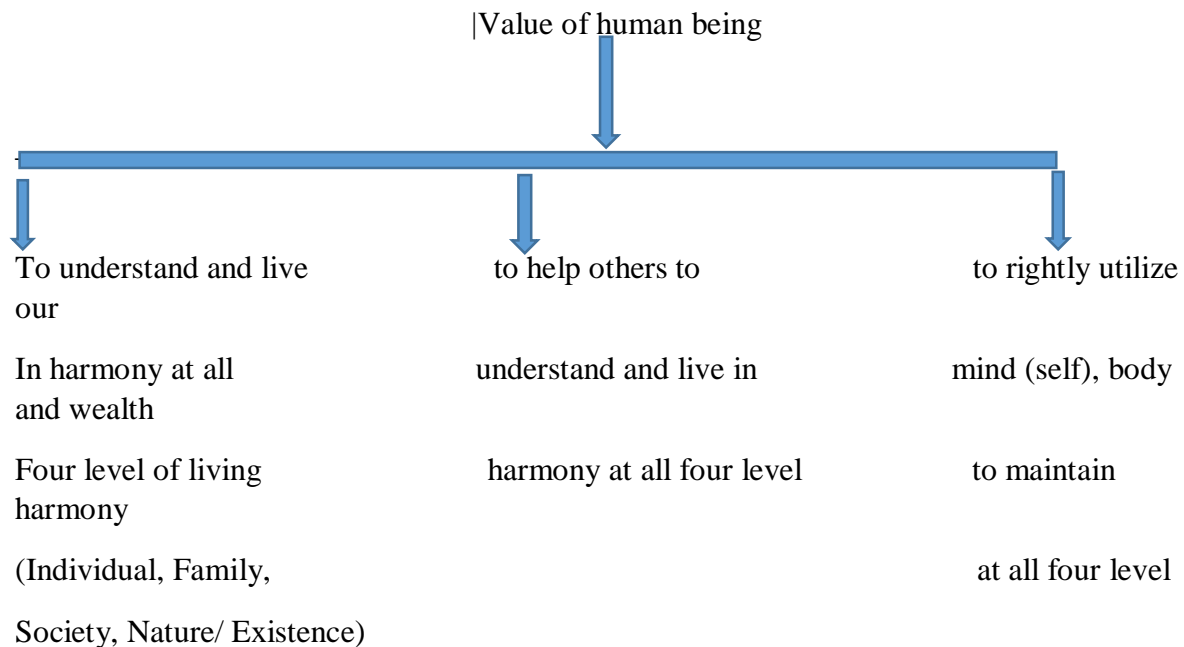 |Value of human being
To understand and live to help others to to rightly utilize
our
In harmony at all understand and live in mind (self), body
and wealth
Four level of living harmony at all four level to maintain
harmony
(Individual, Family, at all four level
Society, Nature/ Existence)